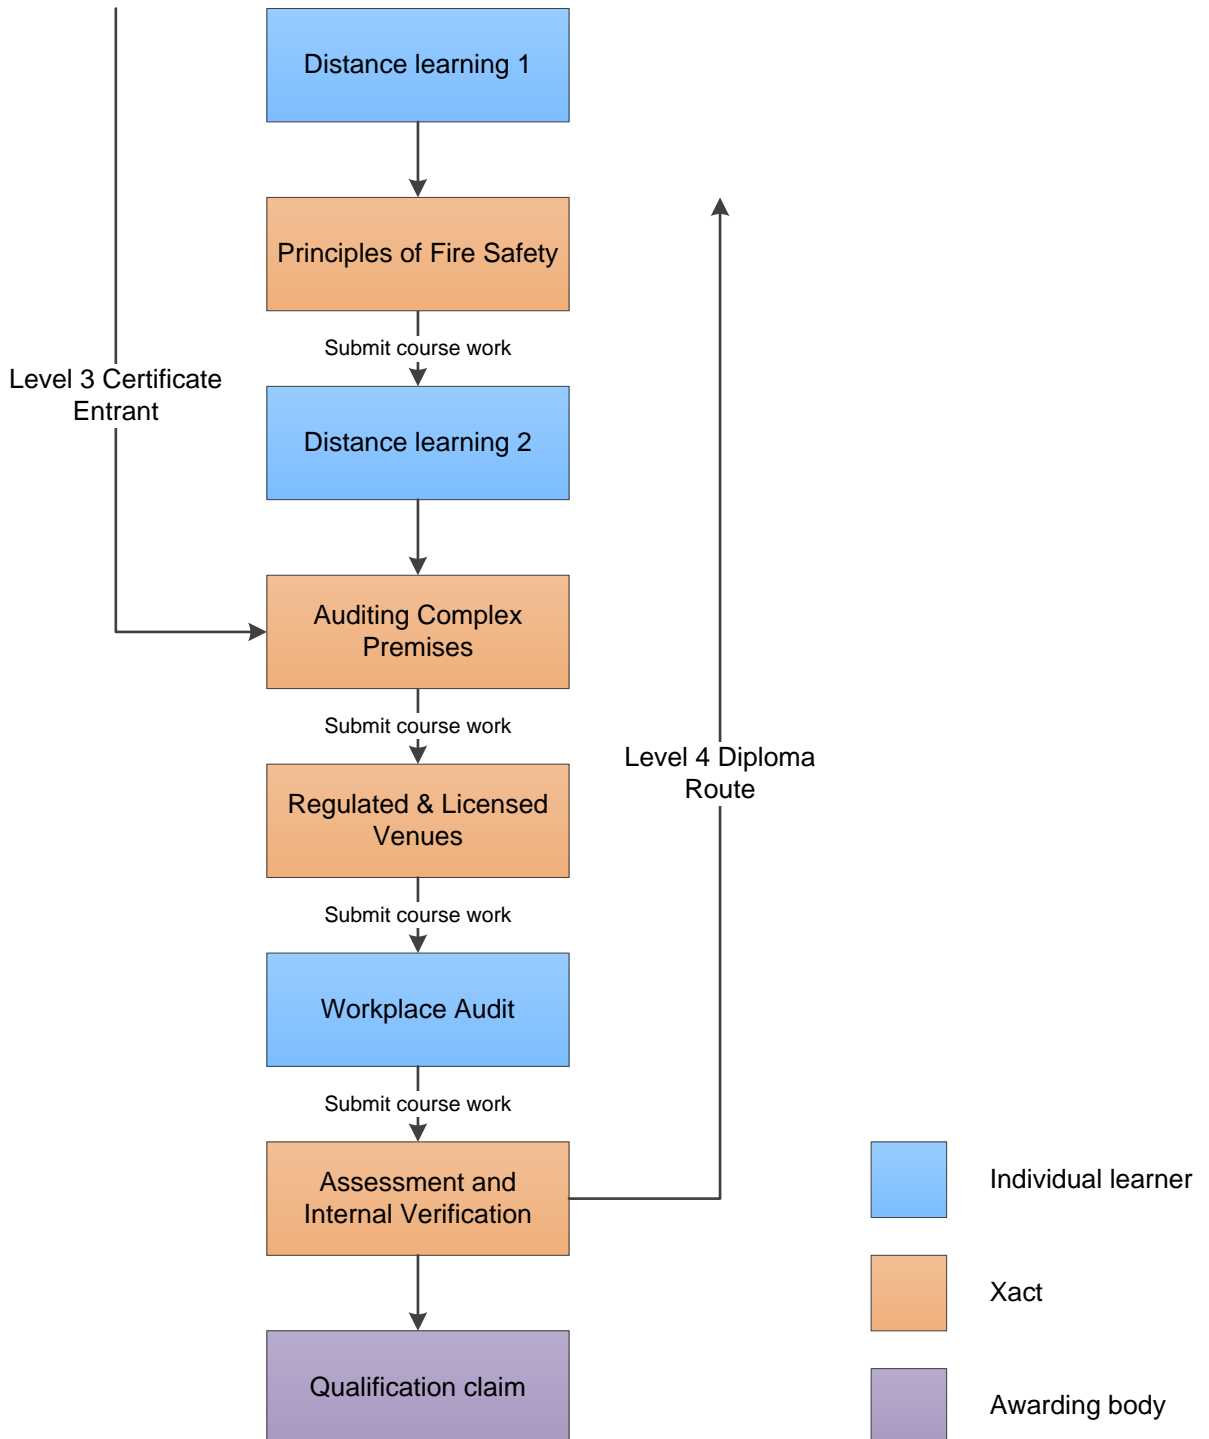 Distance learning 1
Principles of Fire Safety
Submit course work
Level 3 Certificate
Entrant
Distance learning 2
Auditing Complex
Premises
Submit course work
Level 4 Diploma
Route
Regulated & Licensed
Venues
Submit course work
Workplace Audit
Submit course work
Assessment and
Internal Verification
Qualification claim
Individual learner
Xact
Awarding body